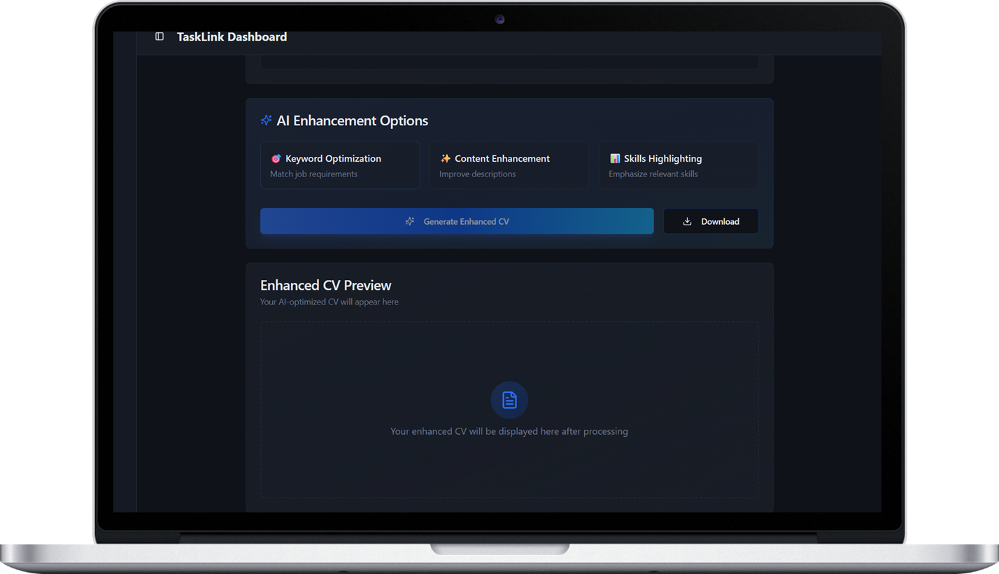 TaskLink Dashboard
AI Enhancement Options
🎯 Keyword Optimization
Match job requirements
✨ Content Enhancement
Improve descriptions
📊 Skills Highlighting
Emphasize relevant skills
Generate Enhanced CV
Download
Enhanced CV Preview
Your AI-optimized CV will appear here
Your enhanced CV will be displayed here after processing